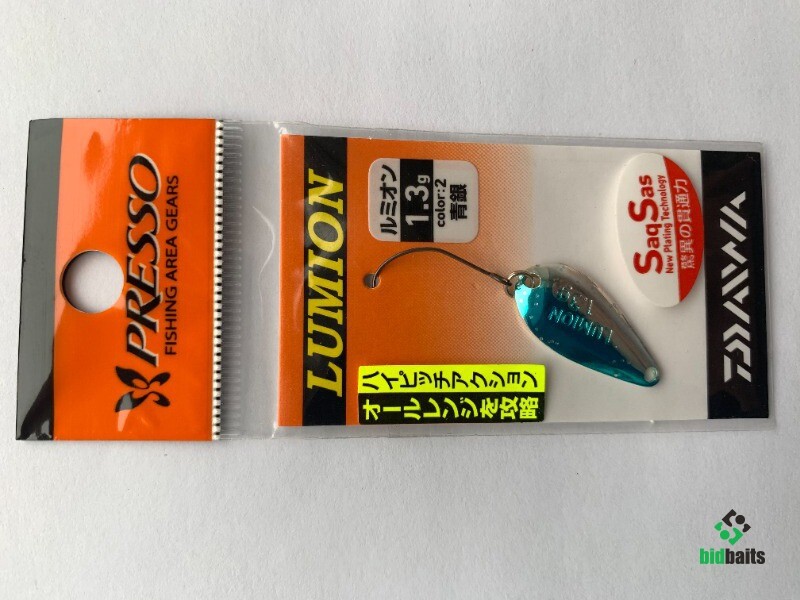 PRESSO
FISHING AREA GEARS
LUMION
ルミオン
1.3g
color:2
青銀
SaqSas
New Plating Technology
驚異の貫通力
DAIWA
LUMION
ハイピッチアクション
オールレンジを攻略
bidbaits